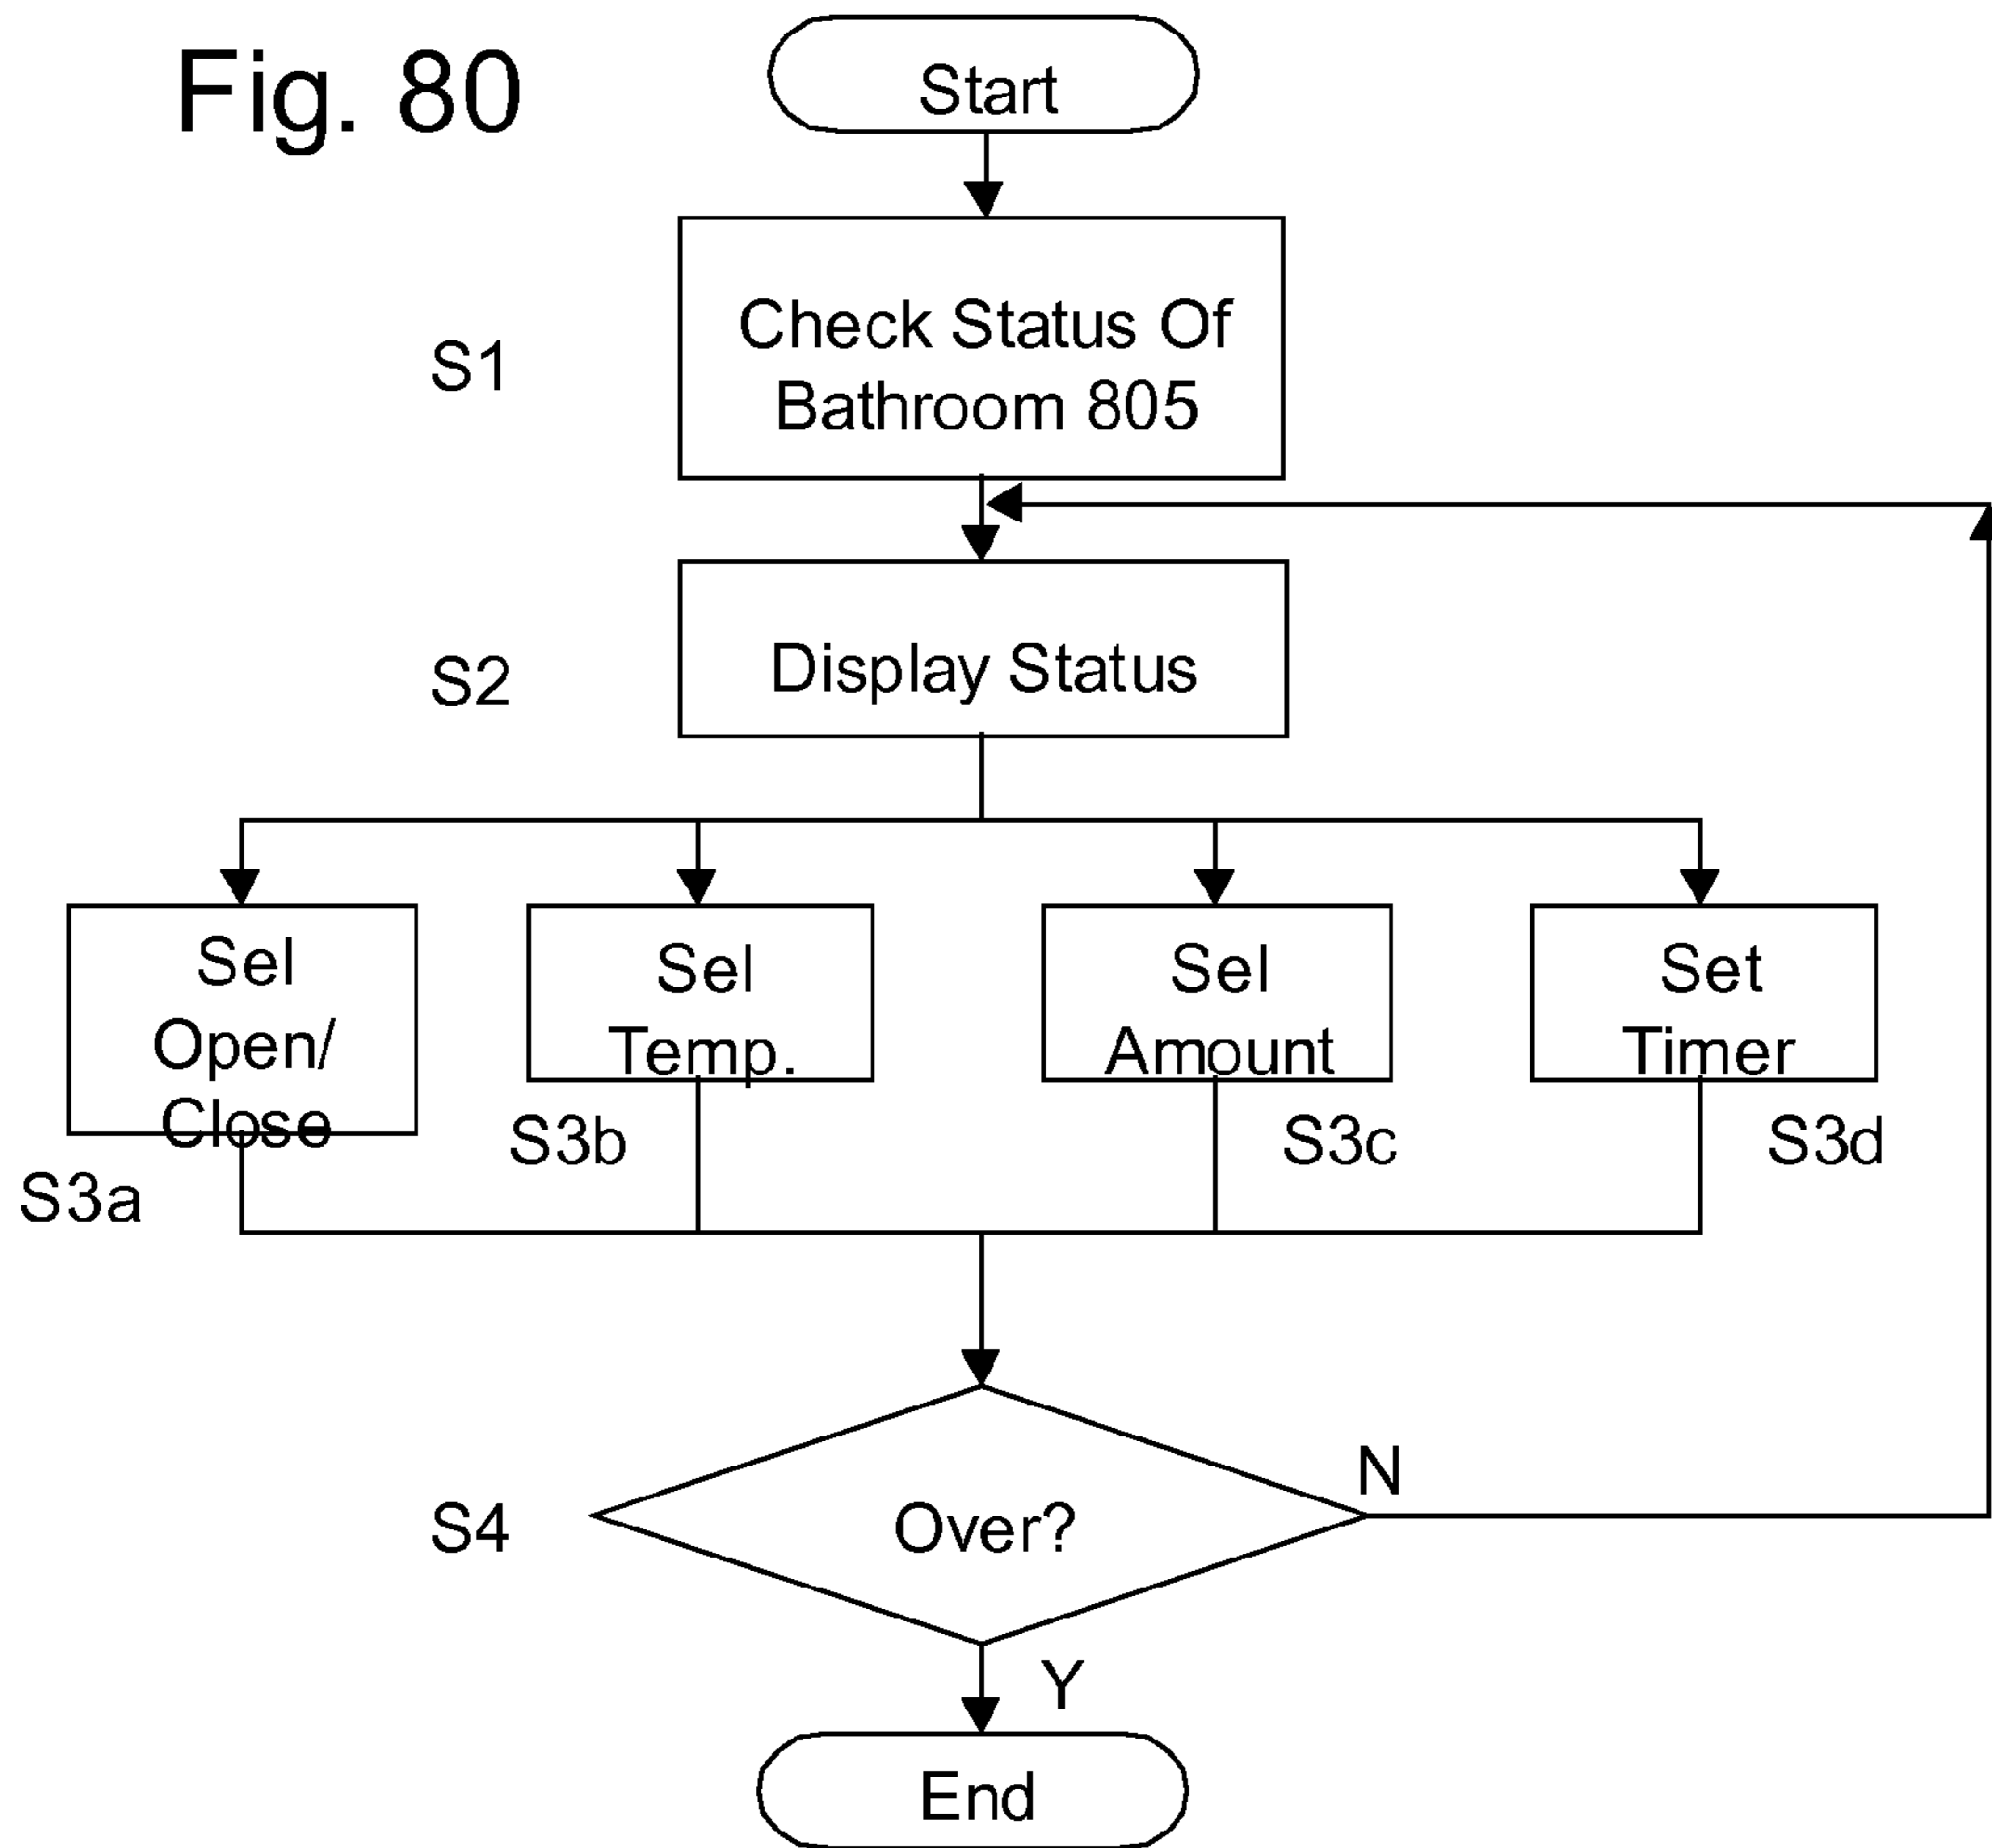 Fig. 80
Start
S1
Check Status Of
Bathroom 805
S2
Display Status
Sel
Open/
Close
S3a
Sel
Temp.
S3b
Sel
Amount
S3c
Set
Timer
S3d
S4
Over?
N
Y
End